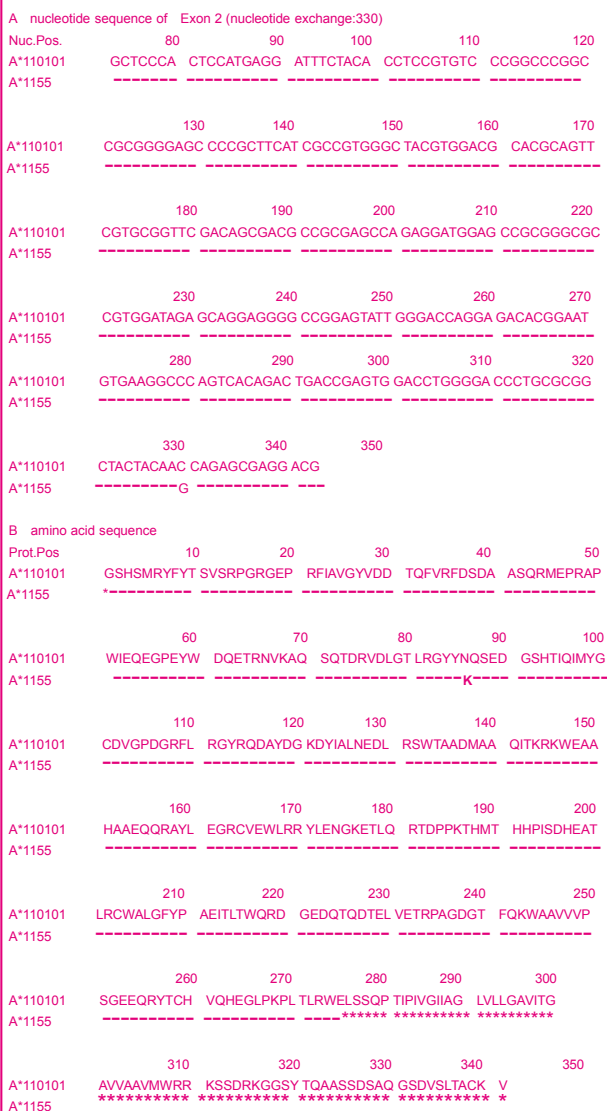 A nucleotide sequence of Exon 2 (nucleotide exchange:330)
Nuc.Pos. 80 90 100 110 120
A*110101 GCTCCCA CTCCATGAGG ATTTCTACA CCTCCGTGTC CCGGCCCGGC
A*1155 ------- ---------- ---------- ---------- ----------
130 140 150 160 170
A*110101 CGCGGGGAGC CCCGCTTCAT CGCCGTGGGC TACGTGGACG CACGCAGTT
A*1155 ---------- ---------- ---------- ---------- ----------
180 190 200 210 220
A*110101 CGTGCGGTTC GACAGCGACG CCGCGAGCCA GAGGATGGAG CCGCGGGCGC
A*1155 ---------- ---------- ---------- ---------- ----------
230 240 250 260 270
A*110101 CGTGGATAGA GCAGGAGGGG CCGGAGTATT GGGACCAGGA GACACGGAAT
A*1155 ---------- ---------- ---------- ---------- ----------
280 290 300 310 320
A*110101 GTGAAGGCCC AGTCACAGAC TGACCGAGTGG GACCTGGGGA CCCTGCGCGG
A*1155 ---------- ---------- ---------- ---------- ----------
330 340 350
A*110101 CTACTACAAC CAGAGCGAGG ACG
A*1155 ---------G ---------- ---
B amino acid sequence
Prot.Pos 10 20 30 40 50
A*110101 GSHSMRYFYT SVSRPGRGEP RFIAVGYVDD TQFVRFDSDA ASQRMEPRAP
A*1155 *--------- ---------- ---------- ---------- ----------
60 70 80 90 100
A*110101 WIEQEGPEYW DQETRNVKAQ SQTDRVDLGT LRGYYNQSED GSHTIQIMYG
A*1155 ---------- ---------- ---------- -----K---- ----------
110 120 130 140 150
A*110101 CDVGPDGRFL RGYRQDAYDG KDYIALNEDL RSWTAADMAA QITKRKWEAA
A*1155 ---------- ---------- ---------- ---------- ----------
160 170 180 190 200
A*110101 HAAEQQRAYL EGRCVEWLRR YLENGKETLQ RTDPPKTHMT HHPISDHEAT
A*1155 ---------- ---------- ---------- ---------- ----------
210 220 230 240 250
A*110101 LRCWALGFYP AEITLTWQRD GEDQTQDTEL VETRPAGDGT FQKWAAVVVP
A*1155 ---------- ---------- ---------- ---------- ----------
260 270 280 290 300
A*110101 SGEEQRYTCH VQHEGLPKPL TLRWELSSQP TIPIVGIIAG LVLLGAVITG
A*1155 ---------- ---------- ----****** ********** **********
310 320 330 350
A*110101 AVVAAVMWRR KSSDRKGGSY TQAASSDSAQ GSDVSLTACK V
A*1155 ********** ********** ********** ********** *